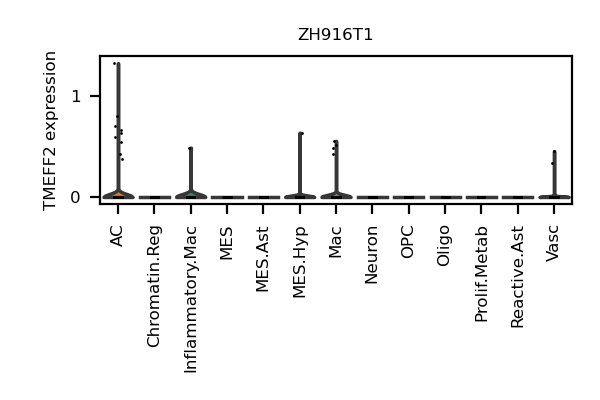 ZH916T1
TMEFF2 expression
1
0
AC
Chromatin.Reg
Inflammatory.Mac
MES
MES.Ast
MES.Hyp
Mac
Neuron
OPC
Oligo
Prolif.Metab
Reactive.Ast
Vasc